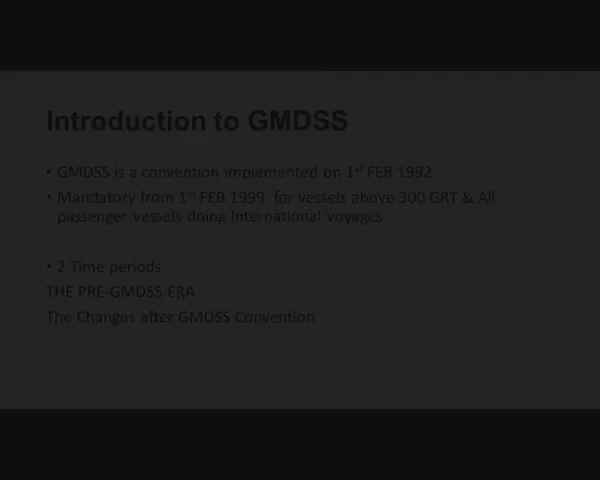 Introduction to GMDSS
• GMDSS is a convention implemented on 1st FEB 1992.
• Mandatory from 1st FEB 1999. for vessels above 300 GRT & All
passenger vessels doing International voyages.
• 2 Time periods
THE PRE-GMDSS ERA
The Changes after GMDSS Convention